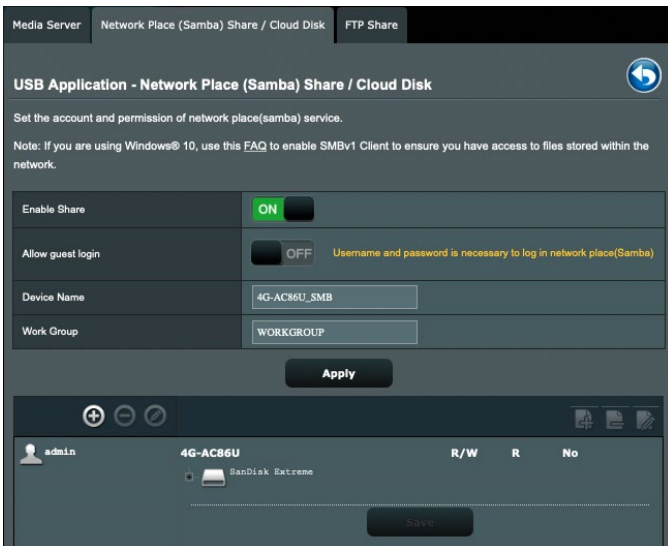 Media Server
Network Place (Samba) Share / Cloud Disk
FTP Share
USB Application - Network Place (Samba) Share / Cloud Disk
Set the account and permission of network place(samba) service.
Note: If you are using Windows® 10, use this FAQ to enable SMBv1 Client to ensure you have access to files stored within the
network.
Enable Share
ON
Allow guest login
OFF
Username and password is necessary to log in network place(Samba)
Device Name
4G-AC86U_SMB
Work Group
WORKGROUP
Apply
admin
4G-AC86U
R/W
R
No
SanDisk Extreme
Save